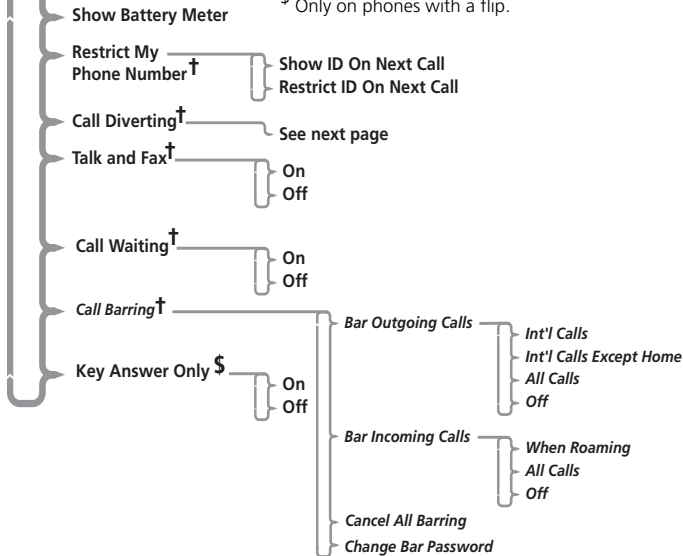 $ Only on phones with a flip.
Show Battery Meter
Restrict My
Phone Number†
Show ID On Next Call
Restrict ID On Next Call
Call Diverting†
See next page
Talk and Fax†
On
Off
Call Waiting†
On
Off
Call Barring†
Bar Outgoing Calls
Int'l Calls
Int'l Calls Except Home
All Calls
Off
Key Answer Only $
On
Off
Bar Incoming Calls
When Roaming
All Calls
Off
Cancel All Barring
Change Bar Password